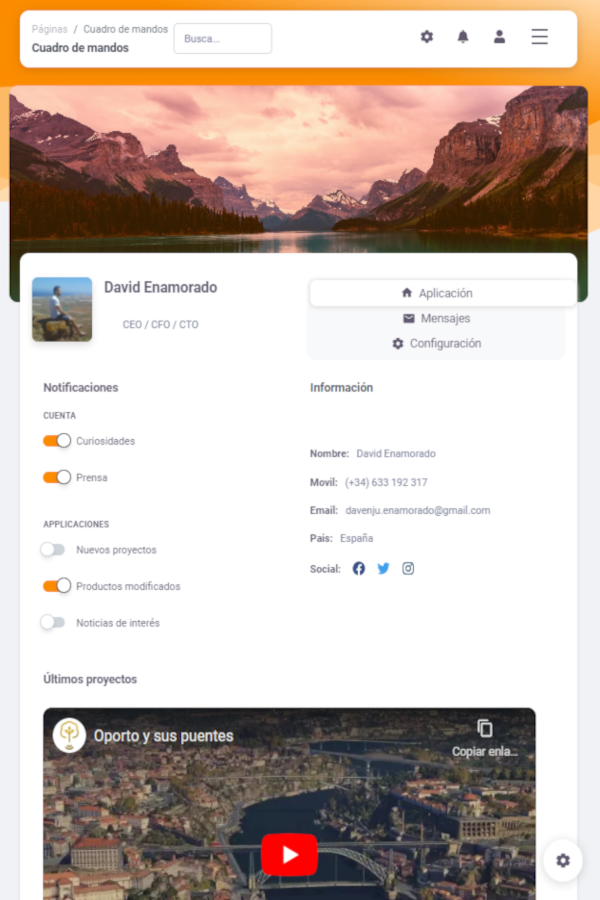 Páginas / Cuadro de mandos
Cuadro de mandos
Busca...
David Enamorado
CEO / CFO / CTO
Aplicación
Mensajes
Configuración
Notificaciones
CUENTA
Curiosidades
Prensa
APPLICACIONES
Nuevos proyectos
Productos modificados
Noticias de interés
Información
Nombre: David Enamorado
Movil: (+34) 633 192 317
Email: davenju.enamorado@gmail.com
Pais: España
Social:
Últimos proyectos
Oporto y sus puentes
Copiar enla...